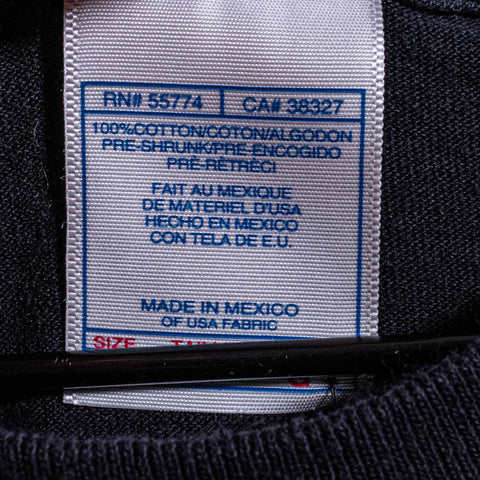 RN# 55774 CA# 38327
100%COTTON/COTON/ALGODON
PRE-SHRUNK/PRE-ENCOGIDO
PRÉ-RÉTRÉCI
FAIT AU MEXIQUE
DE MATERIEL D'USA
HECHO EN MEXICO
CON TELA DE E.U.
MADE IN MEXICO
OF USA FABRIC
SIZE